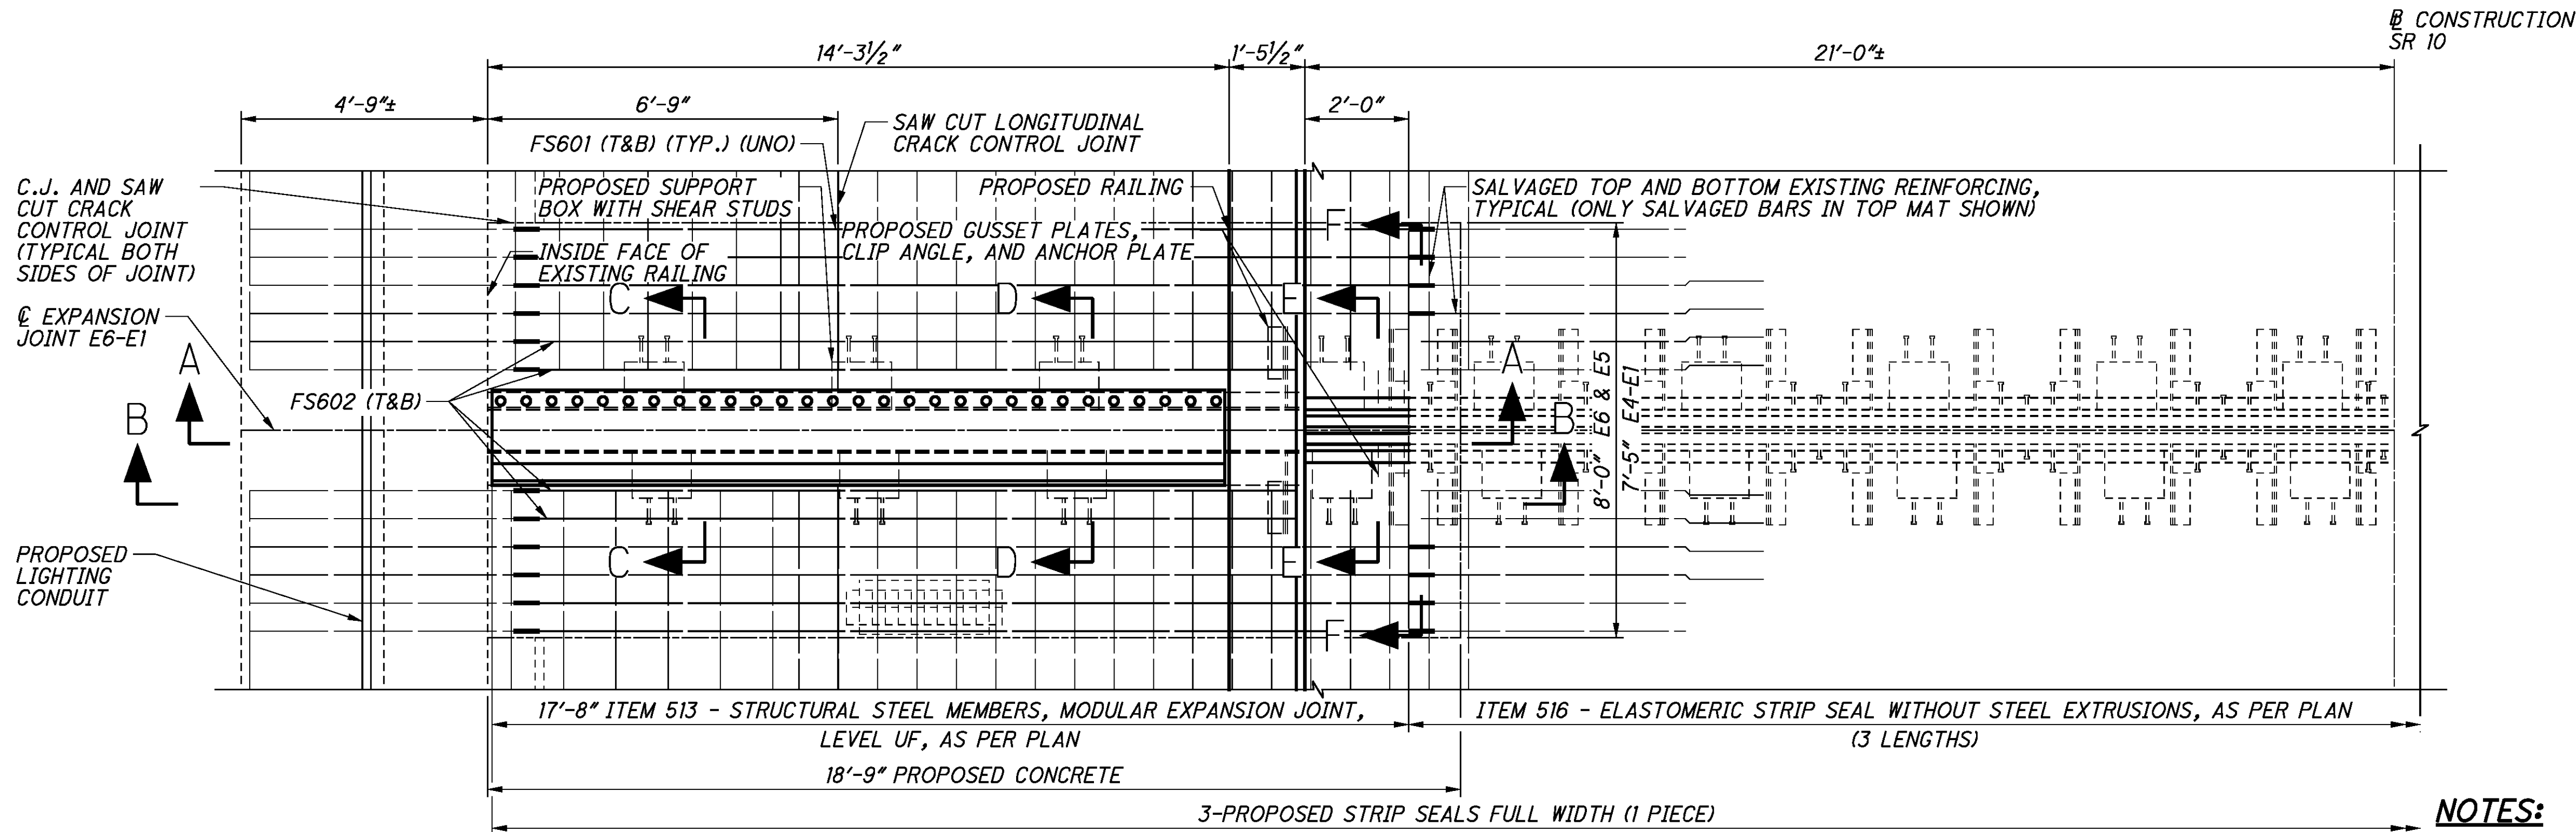 ℄ CONSTRUCTION
SR 10
14'-3½"
1'-5½"
21'-0"±
4'-9"±
6'-9"
2'-0"
SAW CUT LONGITUDINAL
CRACK CONTROL JOINT
FS601 (T&B) (TYP.) (UNO)
C.J. AND SAW
CUT CRACK
CONTROL JOINT
(TYPICAL BOTH
SIDES OF JOINT)
PROPOSED SUPPORT
BOX WITH SHEAR STUDS
PROPOSED RAILING
SALVAGED TOP AND BOTTOM EXISTING REINFORCING,
TYPICAL (ONLY SALVAGED BARS IN TOP MAT SHOWN)
PROPOSED GUSSET PLATES,
CLIP ANGLE, AND ANCHOR PLATE
INSIDE FACE OF
EXISTING RAILING
F
C
D
E
℄ EXPANSION
JOINT E6-E1
A
A
B
B
FS602 (T&B)
8'-0" E6 & E5
7'-5" E4-E1
C
D
E
F
PROPOSED
LIGHTING
CONDUIT
17'-8" ITEM 513 - STRUCTURAL STEEL MEMBERS, MODULAR EXPANSION JOINT,
LEVEL UF, AS PER PLAN
ITEM 516 - ELASTOMERIC STRIP SEAL WITHOUT STEEL EXTRUSIONS, AS PER PLAN
(3 LENGTHS)
18'-9" PROPOSED CONCRETE
3-PROPOSED STRIP SEALS FULL WIDTH (1 PIECE)
NOTES: